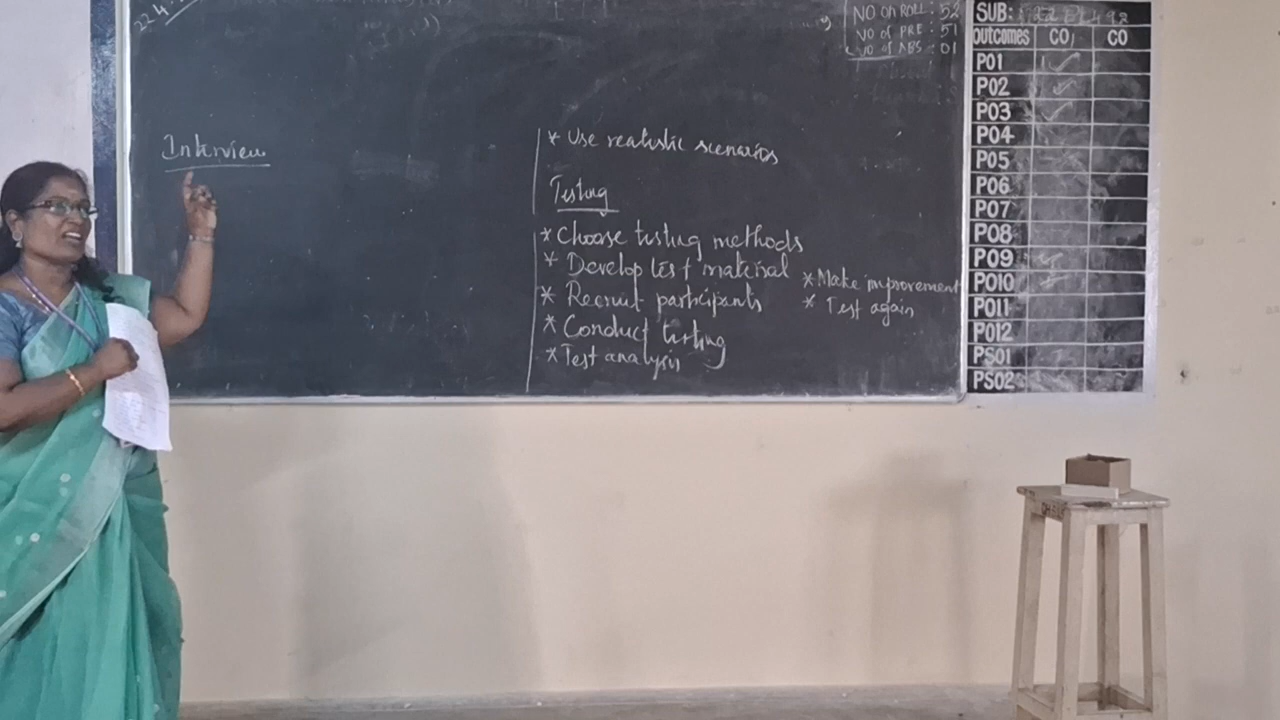 224
Interview
* Use realistic scenarios
Testing
* Choose testing methods
* Develop test material
* Recruit participants
* Conduct testing
* Test analysis
* Make improvement
* Test again
NO on ROLL : 52
NO of PRE : 51
NO of ABS : 01
SUB:
Outcomes CO1 CO
PO1 ✓
PO2 ✓
PO3 ✓
PO4
PO5
PO6
PO7
PO8
PO9 ✓
PO10 ✓
PO11
PO12
PSO1
PSO2